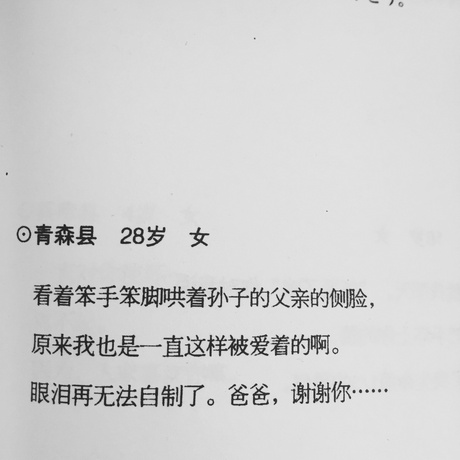 ⊙青森县 28岁 女
看着笨手笨脚哄着孙子的父亲的侧脸，
原来我也是一直这样被爱着的啊。
眼泪再无法自制了。爸爸，谢谢你……